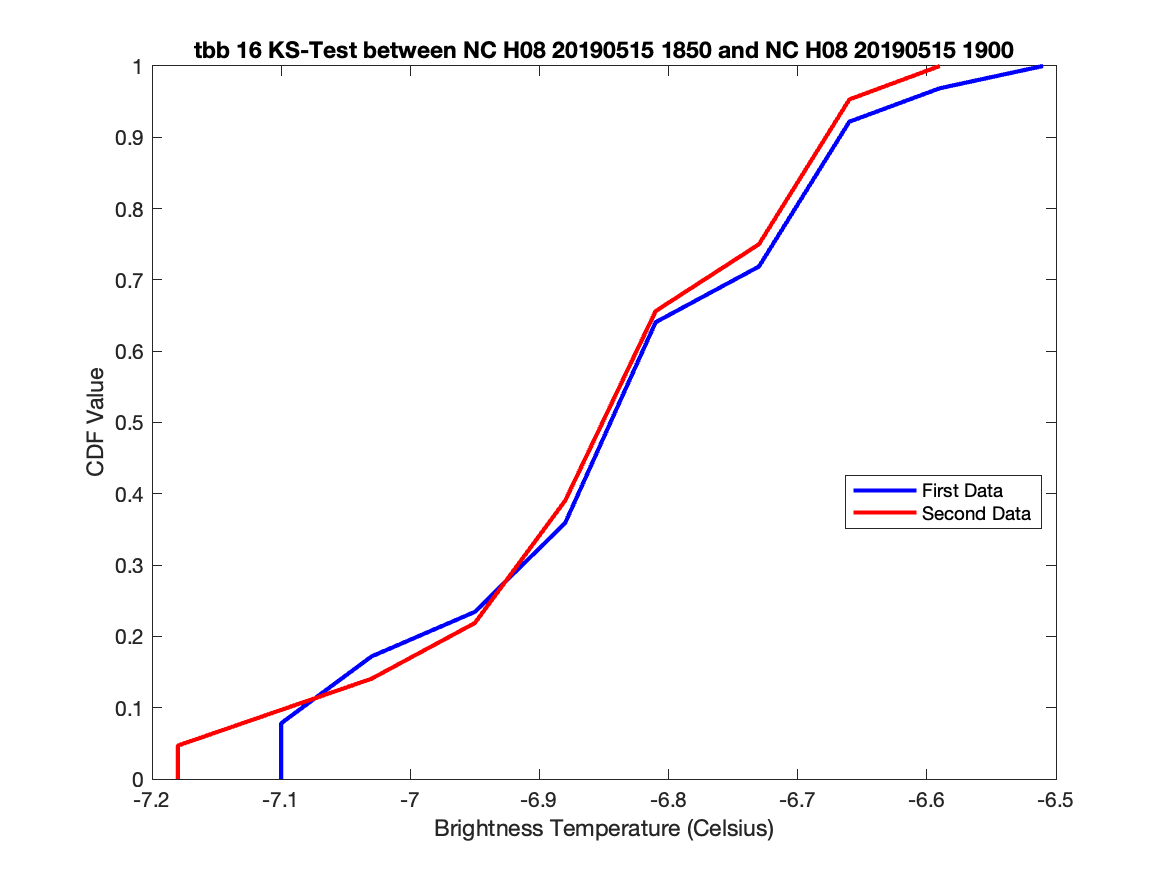 tbb 16 KS-Test between NC H08 20190515 1850 and NC H08 20190515 1900
1
0.9
0.8
0.7
0.6
0.5
0.4
0.3
0.2
0.1
0
CDF Value
First Data
Second Data
-7.2 -7.1 -7 -6.9 -6.8 -6.7 -6.6 -6.5
Brightness Temperature (Celsius)